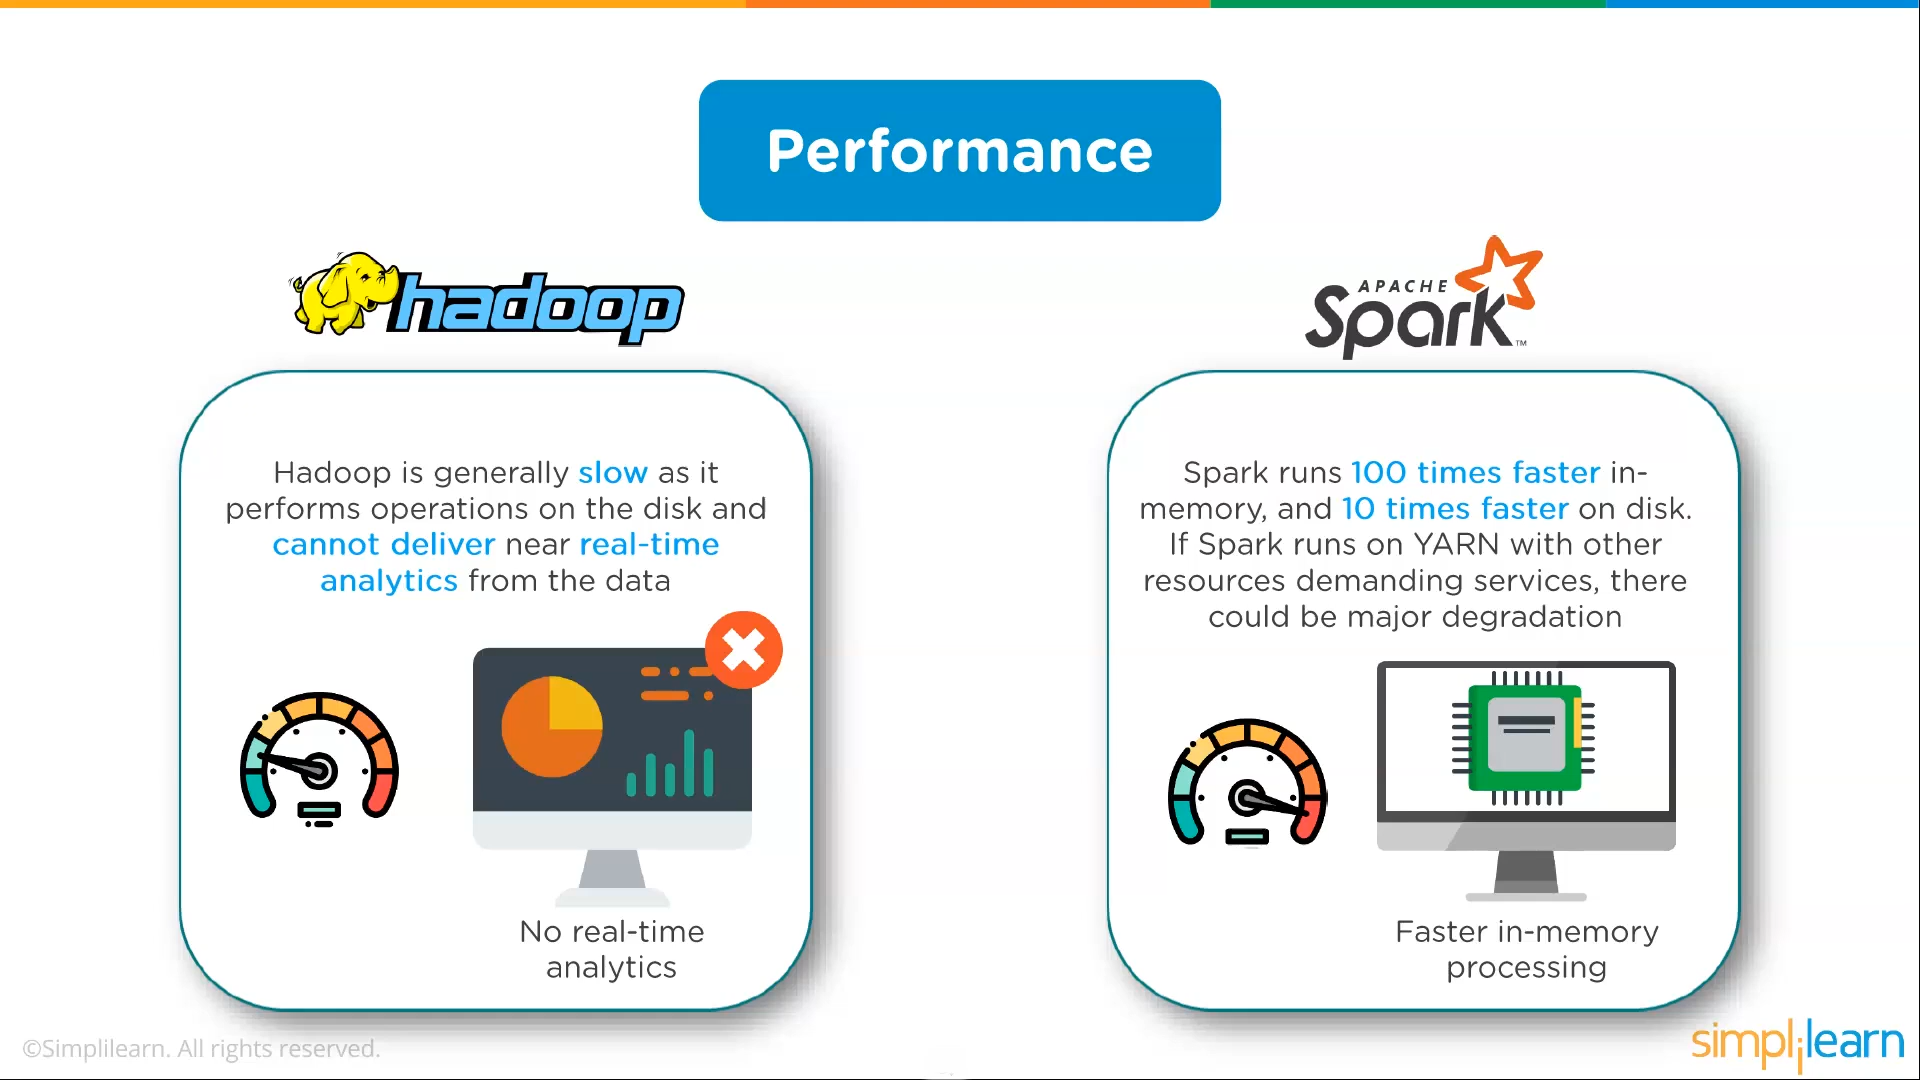 Performance
hadoop
Hadoop is generally slow as it
performs operations on the disk and
cannot deliver near real-time
analytics from the data
No real-time
analytics
APACHE
Spark™
Spark runs 100 times faster in-
memory, and 10 times faster on disk.
If Spark runs on YARN with other
resources demanding services, there
could be major degradation
Faster in-memory
processing
©Simplilearn. All rights reserved.
simplilearn